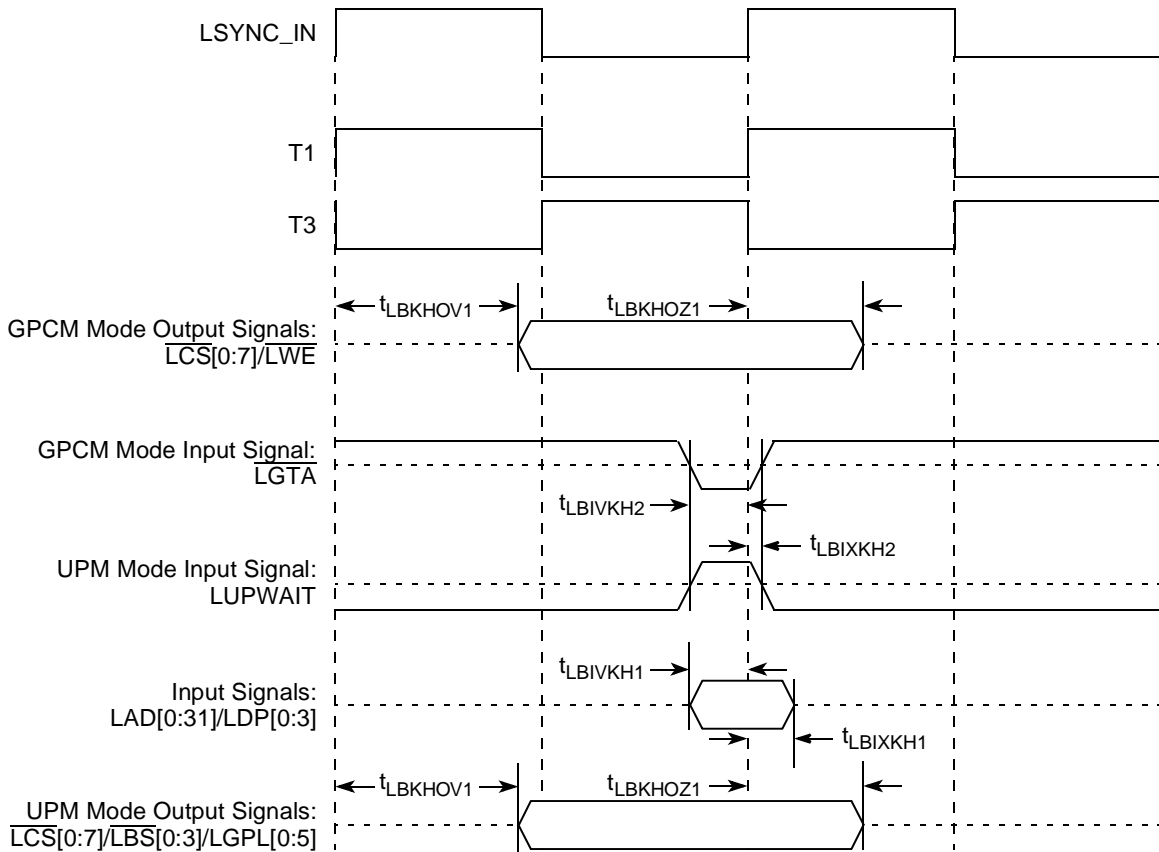 LSYNC_IN
T1
T3
tLBKHOV1
tLBKHOZ1
GPCM Mode Output Signals:
LCS[0:7]/LWE
GPCM Mode Input Signal:
LGTA
tLBIVKH2
tLBIXKH2
UPM Mode Input Signal:
LUPWAIT
tLBIVKH1
Input Signals:
LAD[0:31]/LDP[0:3]
tLBIXKH1
tLBKHOV1
tLBKHOZ1
UPM Mode Output Signals:
LCS[0:7]/LBS[0:3]/LGPL[0:5]